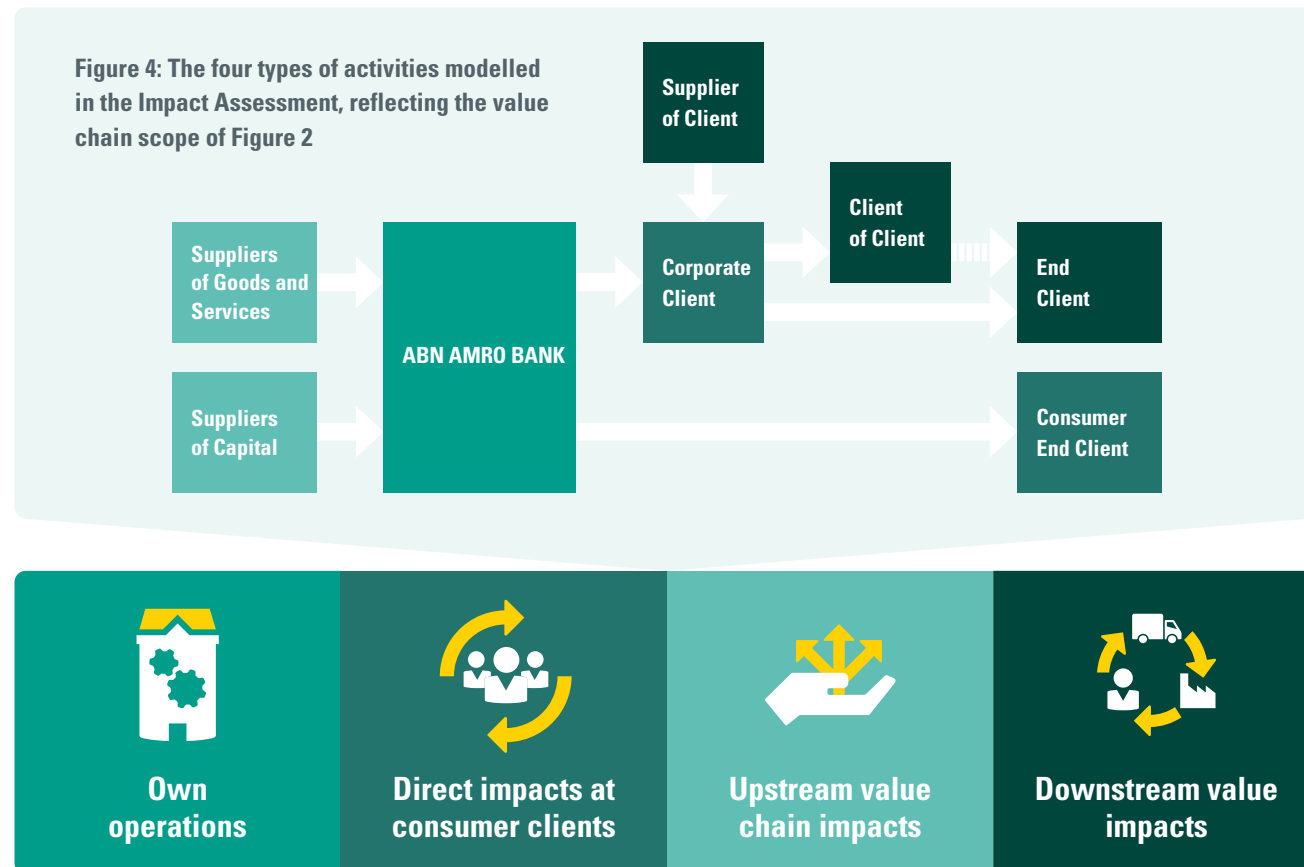 Figure 4: The four types of activities modelled
in the Impact Assessment, reflecting the value
chain scope of Figure 2
Supplier
of Client
Client
of Client
Suppliers
of Goods and
Services
Corporate
Client
End
Client
ABN AMRO BANK
Suppliers
of Capital
Consumer
End Client
Own
operations
Direct impacts at
consumer clients
Upstream value
chain impacts
Downstream value
impacts